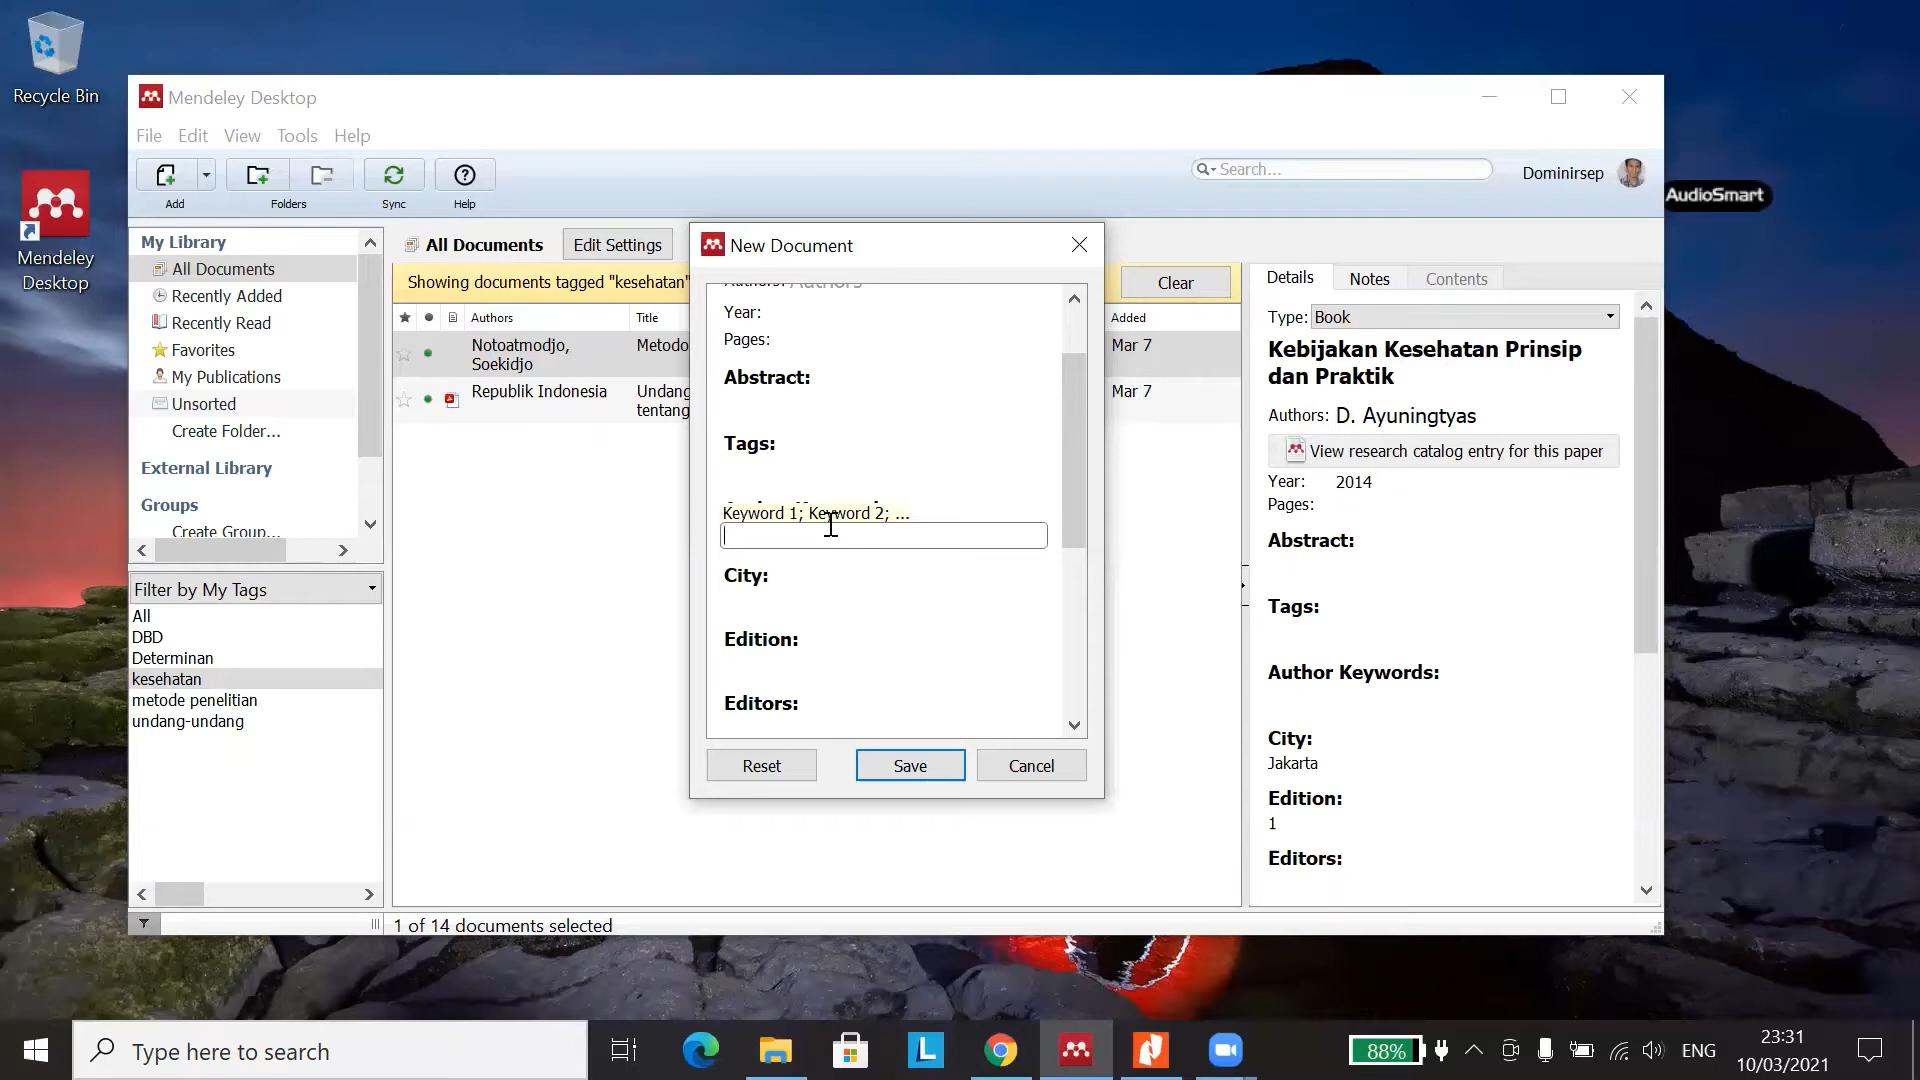 Recycle Bin
Mendeley
Desktop
Mendeley Desktop
File Edit View Tools Help
Add
Folders
Sync
Help
Search...
Dominirsep
AudioSmart
My Library
All Documents
Recently Added
Recently Read
Favorites
My Publications
Unsorted
Create Folder...
External Library
Groups
Create Group...
Filter by My Tags
All
DBD
Determinan
kesehatan
metode penelitian
undang-undang
All Documents
Edit Settings
Showing documents tagged "kesehatan"
Clear
Authors Title Added
Notoatmodjo, Metodo Mar 7
Soekidjo
Republik Indonesia Undang Mar 7
tentang
1 of 14 documents selected
New Document
Authors: Authors
Year:
Pages:
Abstract:
Tags:
Keyword 1; Keyword 2; ...
City:
Edition:
Editors:
Reset
Save
Cancel
Details
Notes
Contents
Type: Book
Kebijakan Kesehatan Prinsip
dan Praktik
Authors: D. Ayuningtyas
View research catalog entry for this paper
Year: 2014
Pages:
Abstract:
Tags:
Author Keywords:
City:
Jakarta
Edition:
1
Editors:
Type here to search
L
88%
ENG
23:31
10/03/2021